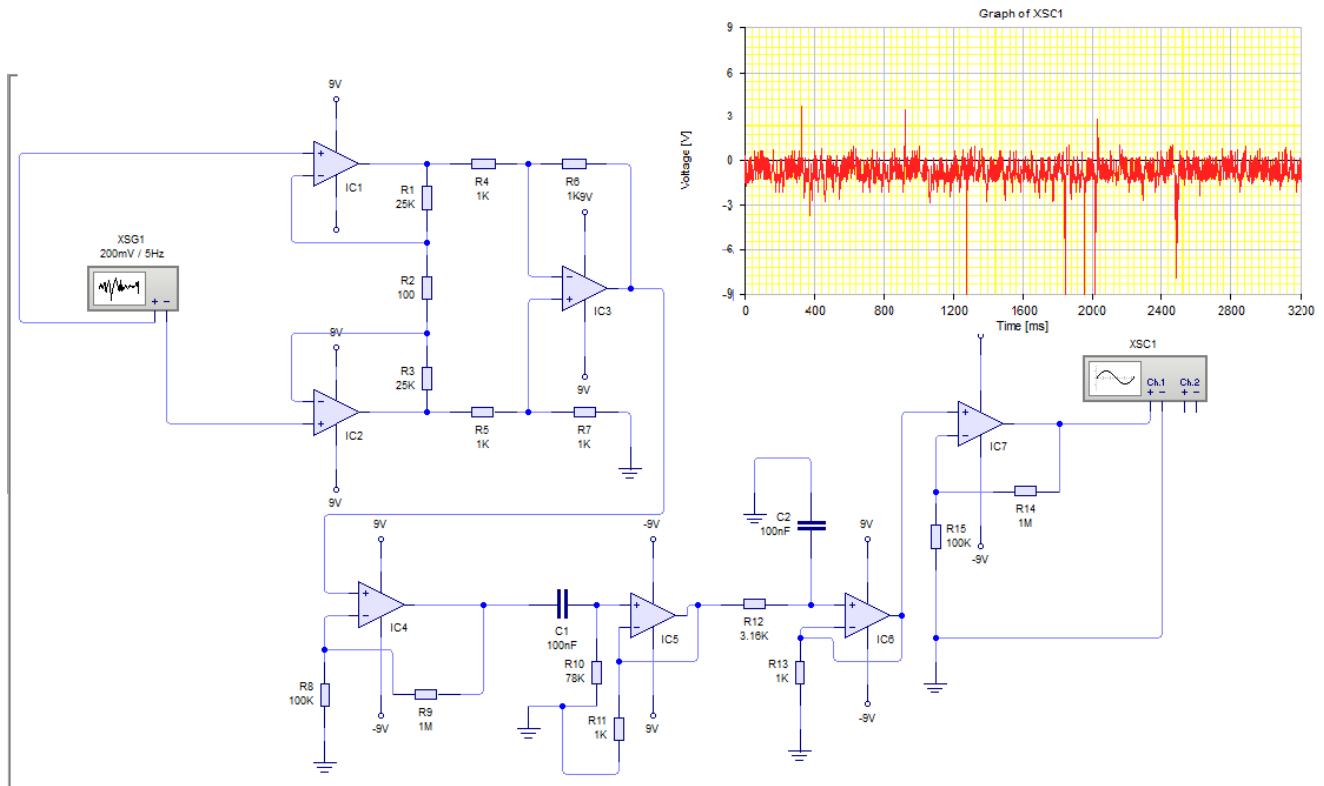 Graph of XSC1
Voltage [V]
9
6
3
0
-3
-6
-9
0
400
800
1200
1600
2000
2400
2800
3200
Time [ms]
9V
IC1
R1
25K
R4
1K
R6
1K
9V
XSG1
200mV / 5Hz
R2
100
IC3
9V
R3
25K
9V
IC2
R5
1K
R7
1K
9V
XSC1
Ch.1
Ch.2
IC7
R14
1M
R15
100K
-9V
C2
100nF
9V
IC4
R8
100K
R9
1M
-9V
C1
100nF
-9V
IC5
R10
78K
R11
1K
9V
R12
3.16K
9V
IC6
R13
1K
-9V